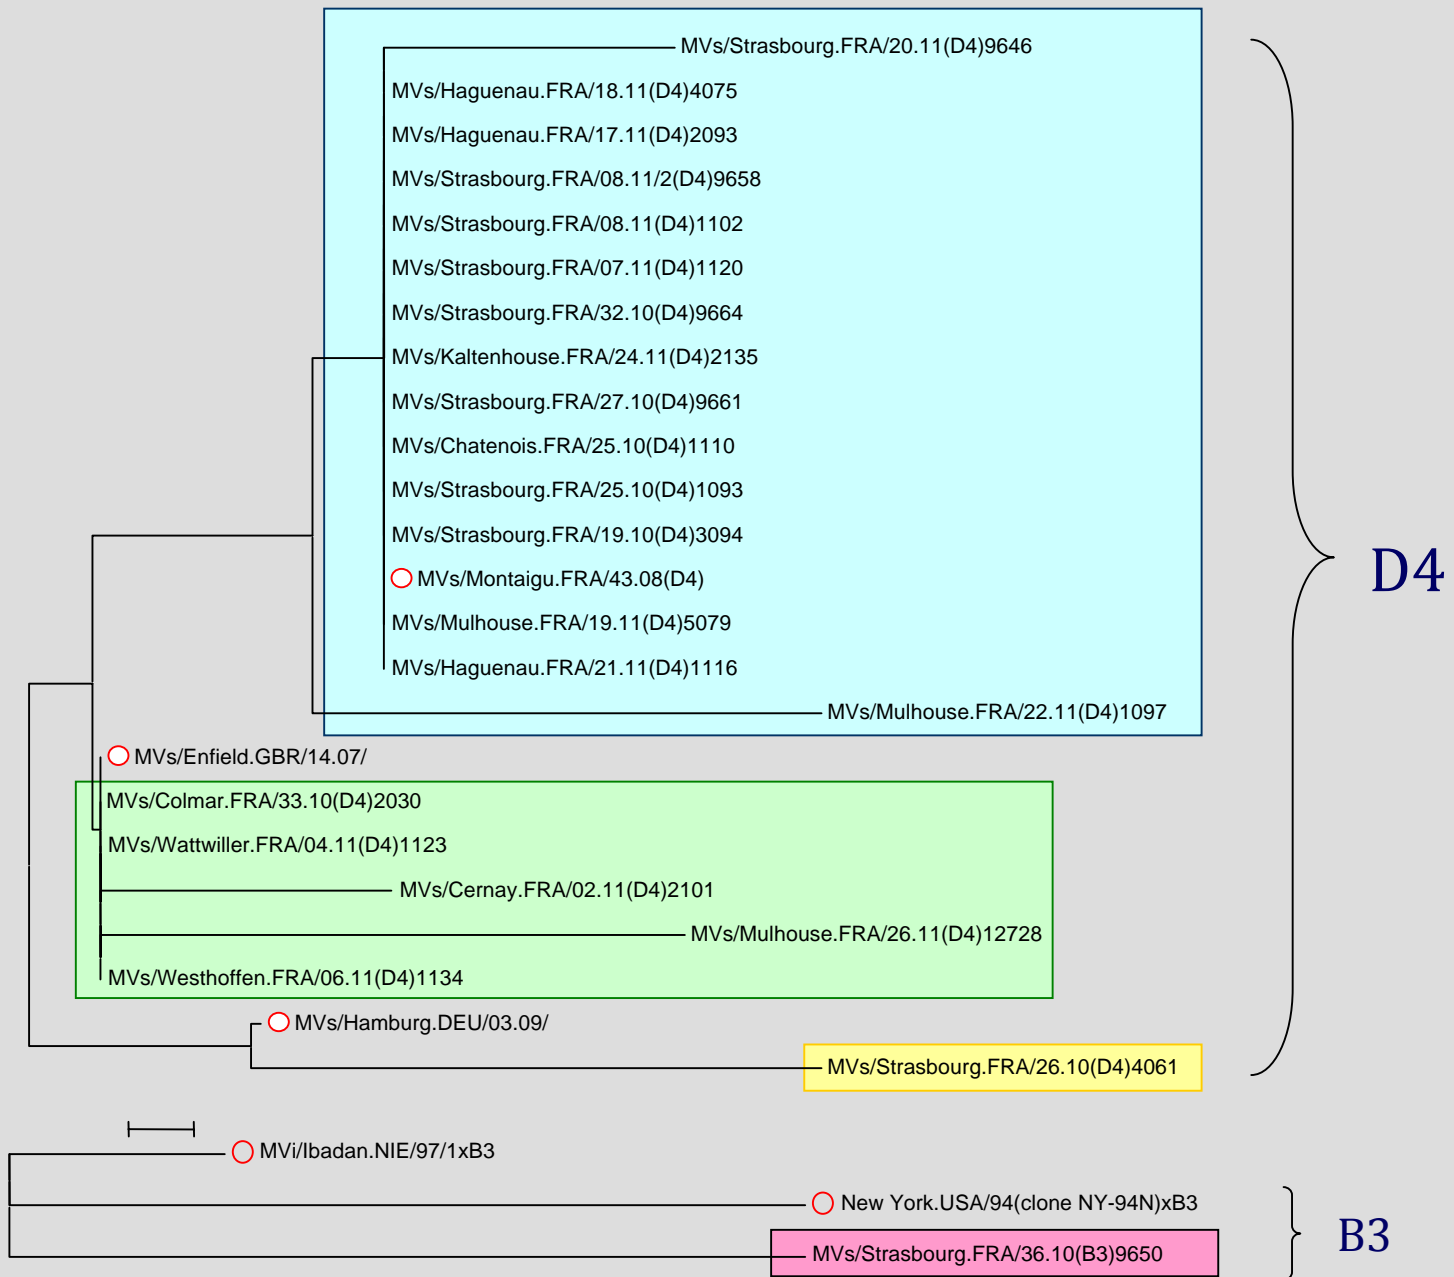 MVs/Strasbourg.FRA/20.11(D4)9646
MVs/Haguenau.FRA/18.11(D4)4075
MVs/Haguenau.FRA/17.11(D4)2093
MVs/Strasbourg.FRA/08.11/2(D4)9658
MVs/Strasbourg.FRA/08.11(D4)1102
MVs/Strasbourg.FRA/07.11(D4)1120
MVs/Strasbourg.FRA/32.10(D4)9664
MVs/Kaltenhouse.FRA/24.11(D4)2135
MVs/Strasbourg.FRA/27.10(D4)9661
MVs/Chatenois.FRA/25.10(D4)1110
MVs/Strasbourg.FRA/25.10(D4)1093
MVs/Strasbourg.FRA/19.10(D4)3094
MVs/Montaigu.FRA/43.08(D4)
MVs/Mulhouse.FRA/19.11(D4)5079
MVs/Haguenau.FRA/21.11(D4)1116
MVs/Mulhouse.FRA/22.11(D4)1097
MVs/Enfield.GBR/14.07/
MVs/Colmar.FRA/33.10(D4)2030
MVs/Wattwiller.FRA/04.11(D4)1123
MVs/Cernay.FRA/02.11(D4)2101
MVs/Mulhouse.FRA/26.11(D4)12728
MVs/Westhoffen.FRA/06.11(D4)1134
MVs/Hamburg.DEU/03.09/
MVs/Strasbourg.FRA/26.10(D4)4061
D4
MVi/Ibadan.NIE/97/1xB3
New York.USA/94(clone NY-94N)xB3
MVs/Strasbourg.FRA/36.10(B3)9650
B3